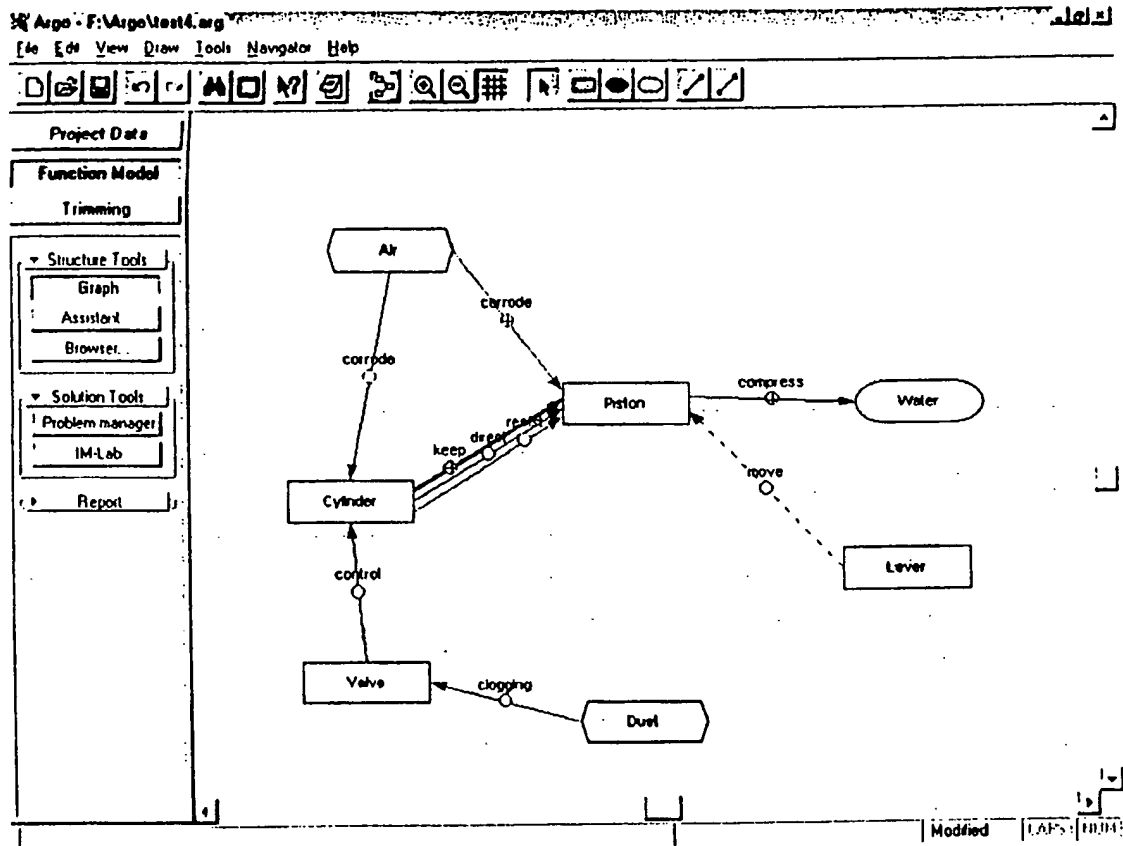 Argo - F:\Argo\test4.arg
File Edit View Draw Tools Navigator Help
Project Data
Function Model
Trimming
Structure Tools
Graph
Assistant
Browser...
Solution Tools
Problem manager
IM-Lab
Report
Air
corrode
corrode
Piston
compress
Water
keep
direct
move
Cylinder
Lever
control
Valve
clogging
Dust
Modified
CAPS NUM